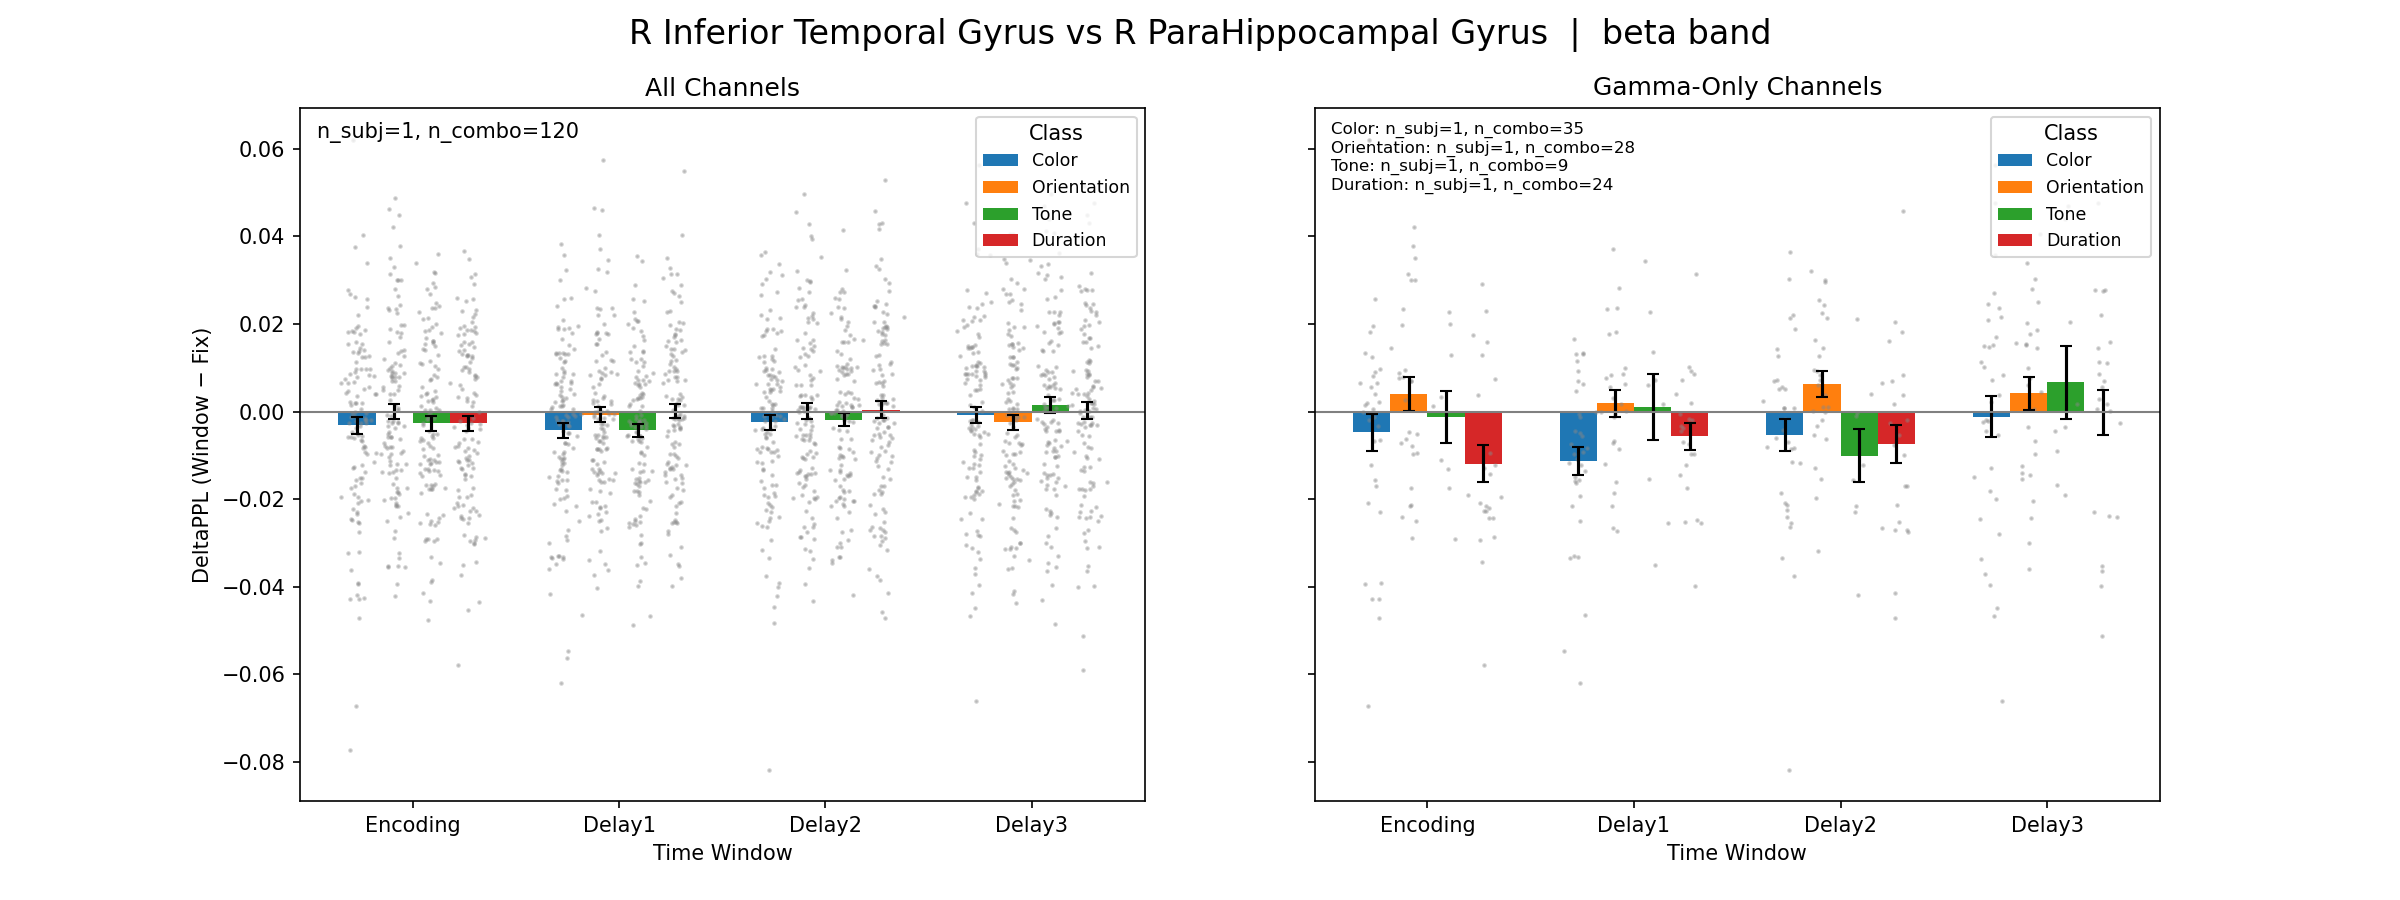 R Inferior Temporal Gyrus vs R ParaHippocampal Gyrus | beta band
All Channels
n_subj=1, n_combo=120
Class
Color
Orientation
Tone
Duration
0.06
0.04
0.02
0.00
−0.02
−0.04
−0.06
−0.08
DeltaPPL (Window − Fix)
Encoding
Delay1
Delay2
Delay3
Time Window
Gamma-Only Channels
Color: n_subj=1, n_combo=35
Orientation: n_subj=1, n_combo=28
Tone: n_subj=1, n_combo=9
Duration: n_subj=1, n_combo=24
Class
Color
Orientation
Tone
Duration
Encoding
Delay1
Delay2
Delay3
Time Window